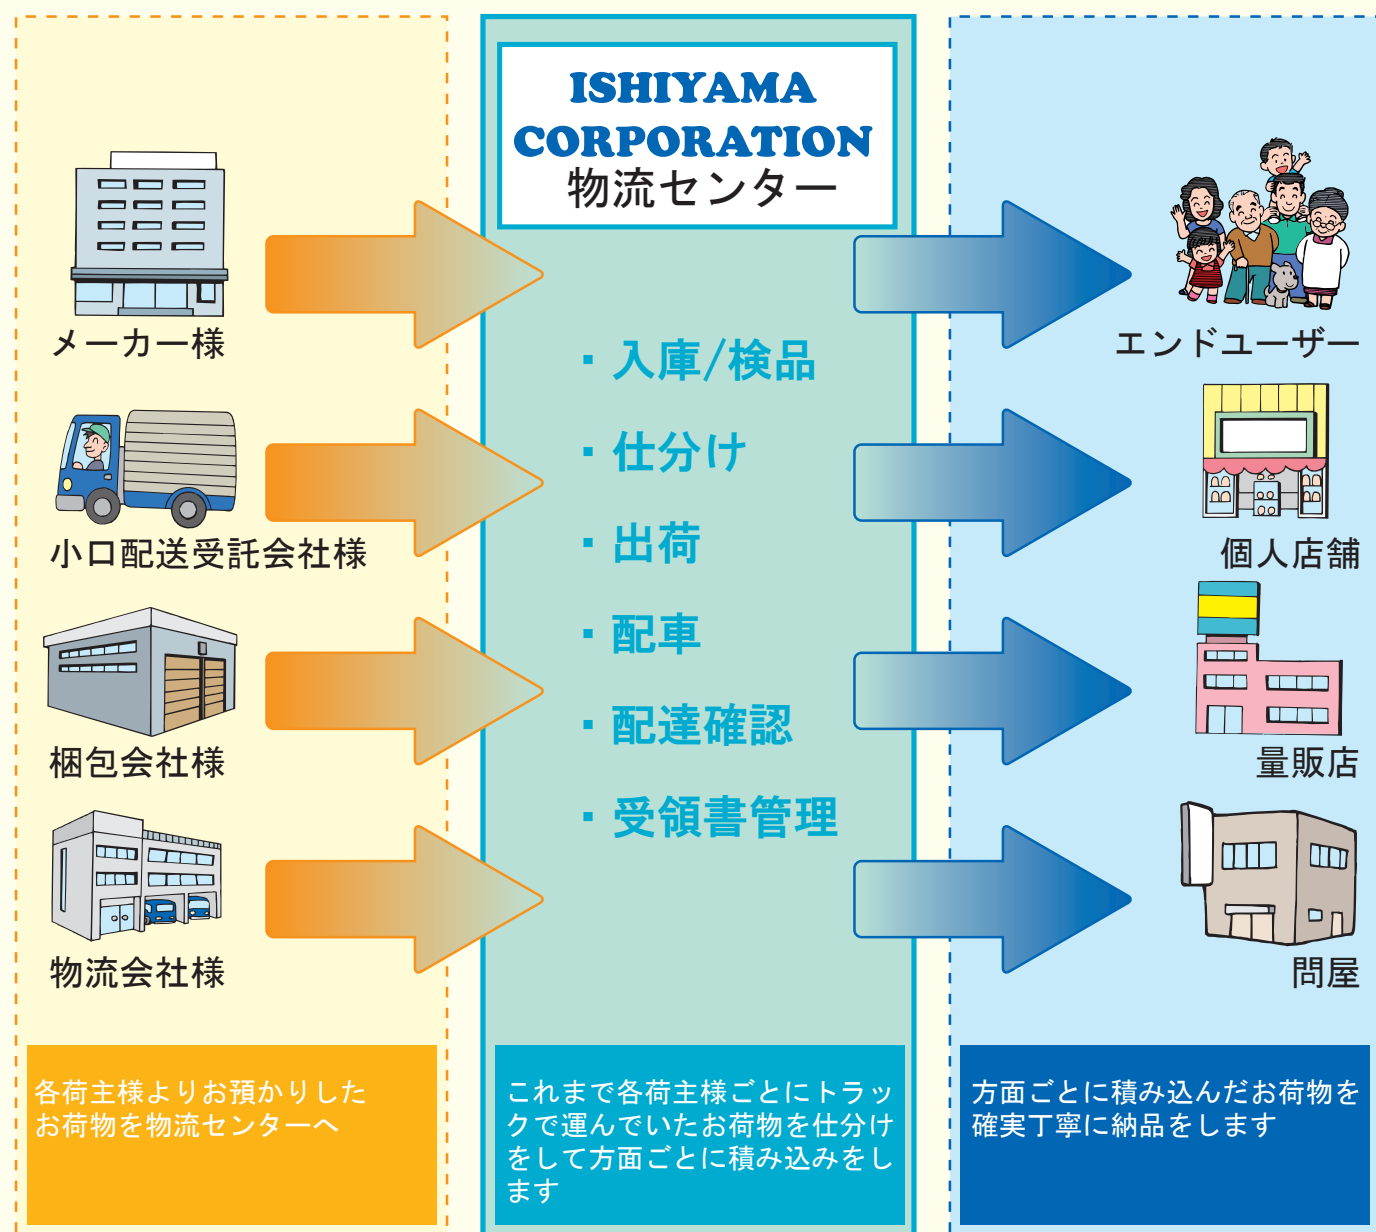 ISHIYAMA
CORPORATION
物流センター
メーカー様
小口配送受託会社様
梱包会社様
物流会社様
・入庫/検品
・仕分け
・出荷
・配車
・配達確認
・受領書管理
エンドユーザー
個人店舗
量販店
問屋
各荷主様よりお預かりした
お荷物を物流センターへ
これまで各荷主様ごとにトラッ
クで運んでいたお荷物を仕分け
をして方面ごとに積み込みをし
ます
方面ごとに積み込んだお荷物を
確実丁寧に納品をします